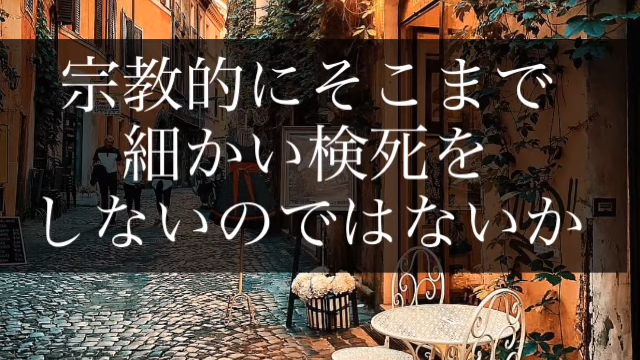 宗教的にそこまで
細かい検死を
しないのではないか